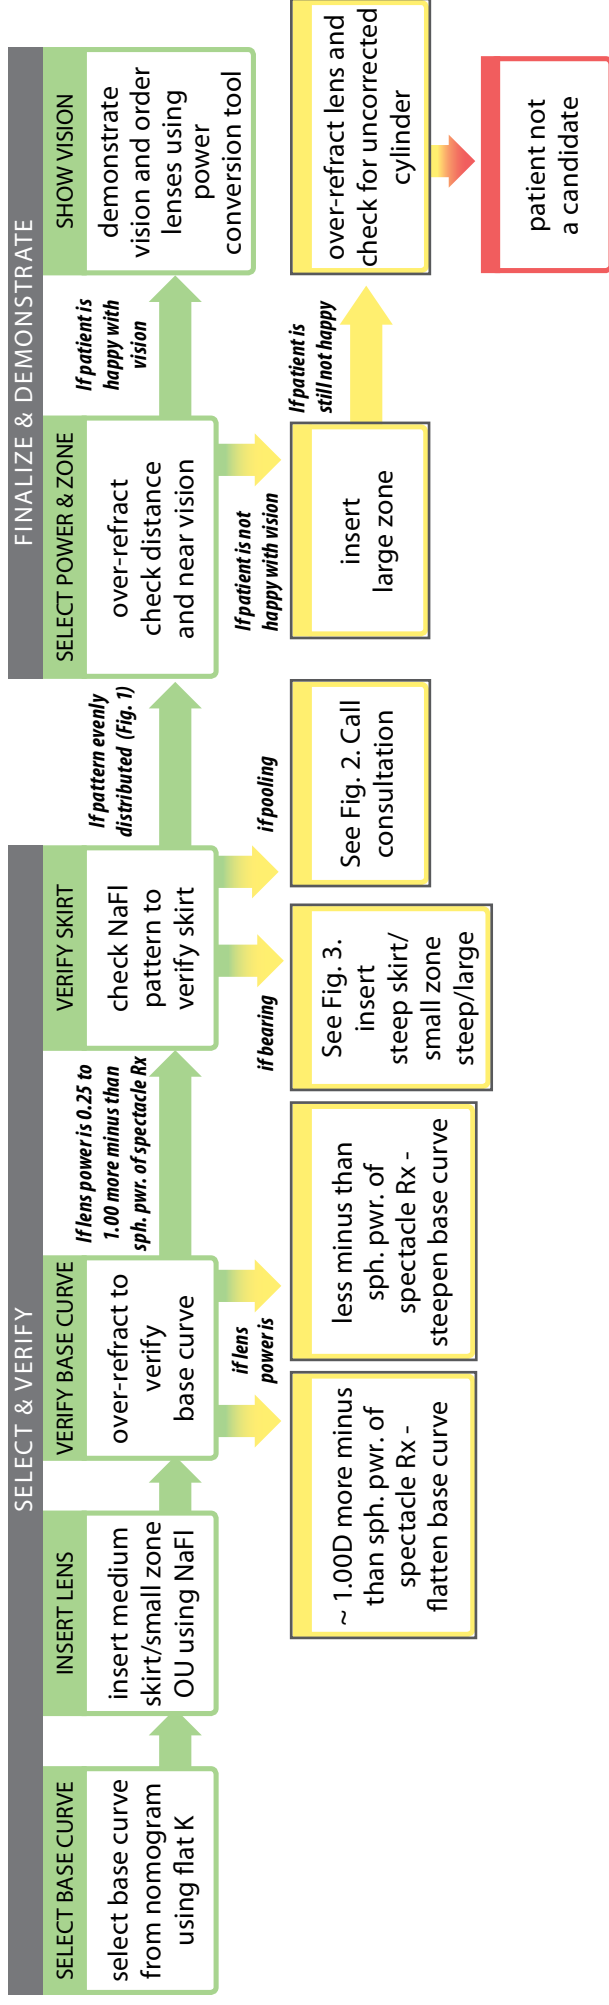 SELECT & VERIFY
FINALIZE & DEMONSTRATE
SELECT BASE CURVE
select base curve
from nomogram
using flat K
INSERT LENS
insert medium
skirt/small zone
OU using NaFl
VERIFY BASE CURVE
over-refract to
verify
base curve
If lens power is 0.25 to
1.00 more minus than
sph. pwr. of spectacle Rx
if lens
power is
~ 1.00D more minus
than sph. pwr. of
spectacle Rx -
flatten base curve
less minus than
sph. pwr. of
spectacle Rx -
steepen base curve
VERIFY SKIRT
check NaFl
pattern to
verify skirt
If pattern evenly
distributed (Fig. 1)
if bearing
See Fig. 3.
insert
steep skirt/
small zone
steep/large
if pooling
See Fig. 2. Call
consultation
SELECT POWER & ZONE
over-refract
check distance
and near vision
If patient is
happy with
vision
If patient is not
happy with vision
insert
large zone
If patient is
still not happy
SHOW VISION
demonstrate
vision and order
lenses using
power
conversion tool
over-refract lens and
check for uncorrected
cylinder
patient not
a candidate